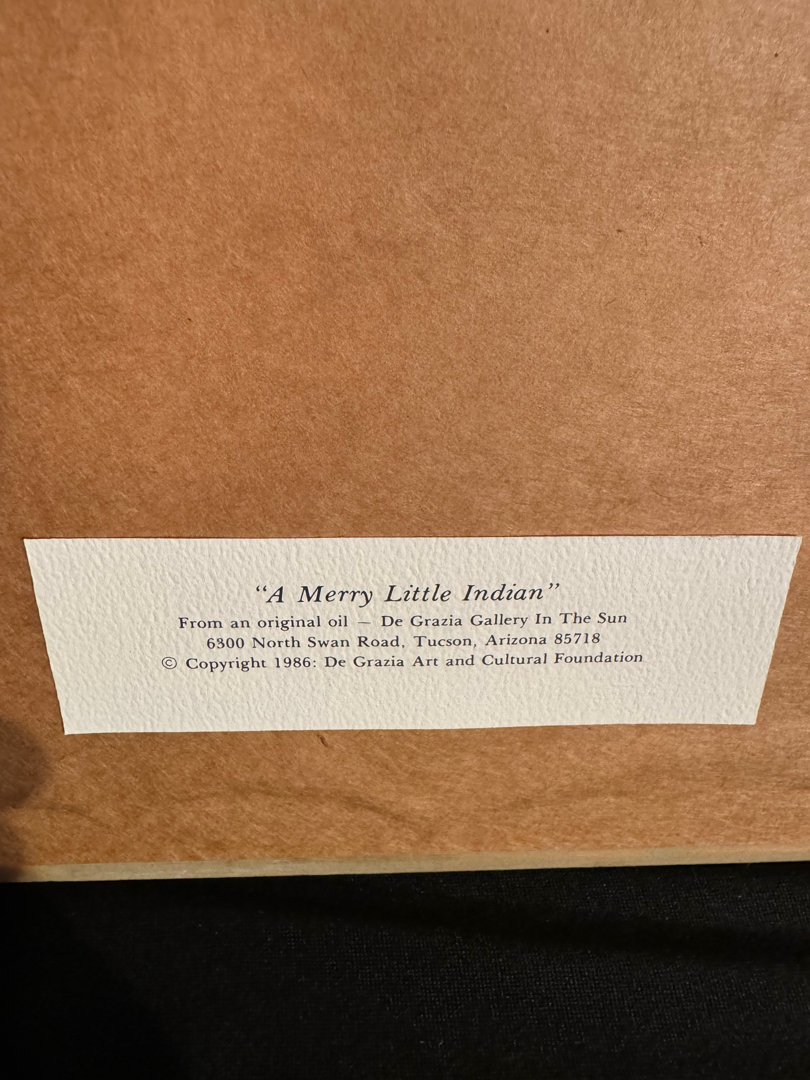 “A Merry Little Indian”
From an original oil — De Grazia Gallery In The Sun
6300 North Swan Road, Tucson, Arizona 85718
© Copyright 1986: De Grazia Art and Cultural Foundation